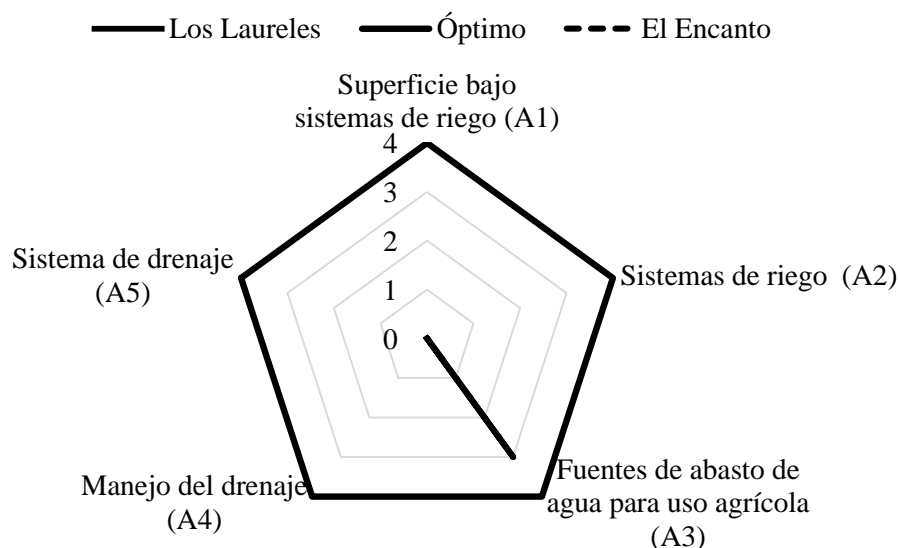 Los Laureles Óptimo El Encanto
Superficie bajo
sistemas de riego (A1)
4
3
2
1
0
Sistema de drenaje
(A5)
Sistemas de riego (A2)
Manejo del drenaje
(A4)
Fuentes de abasto de
agua para uso agrícola
(A3)